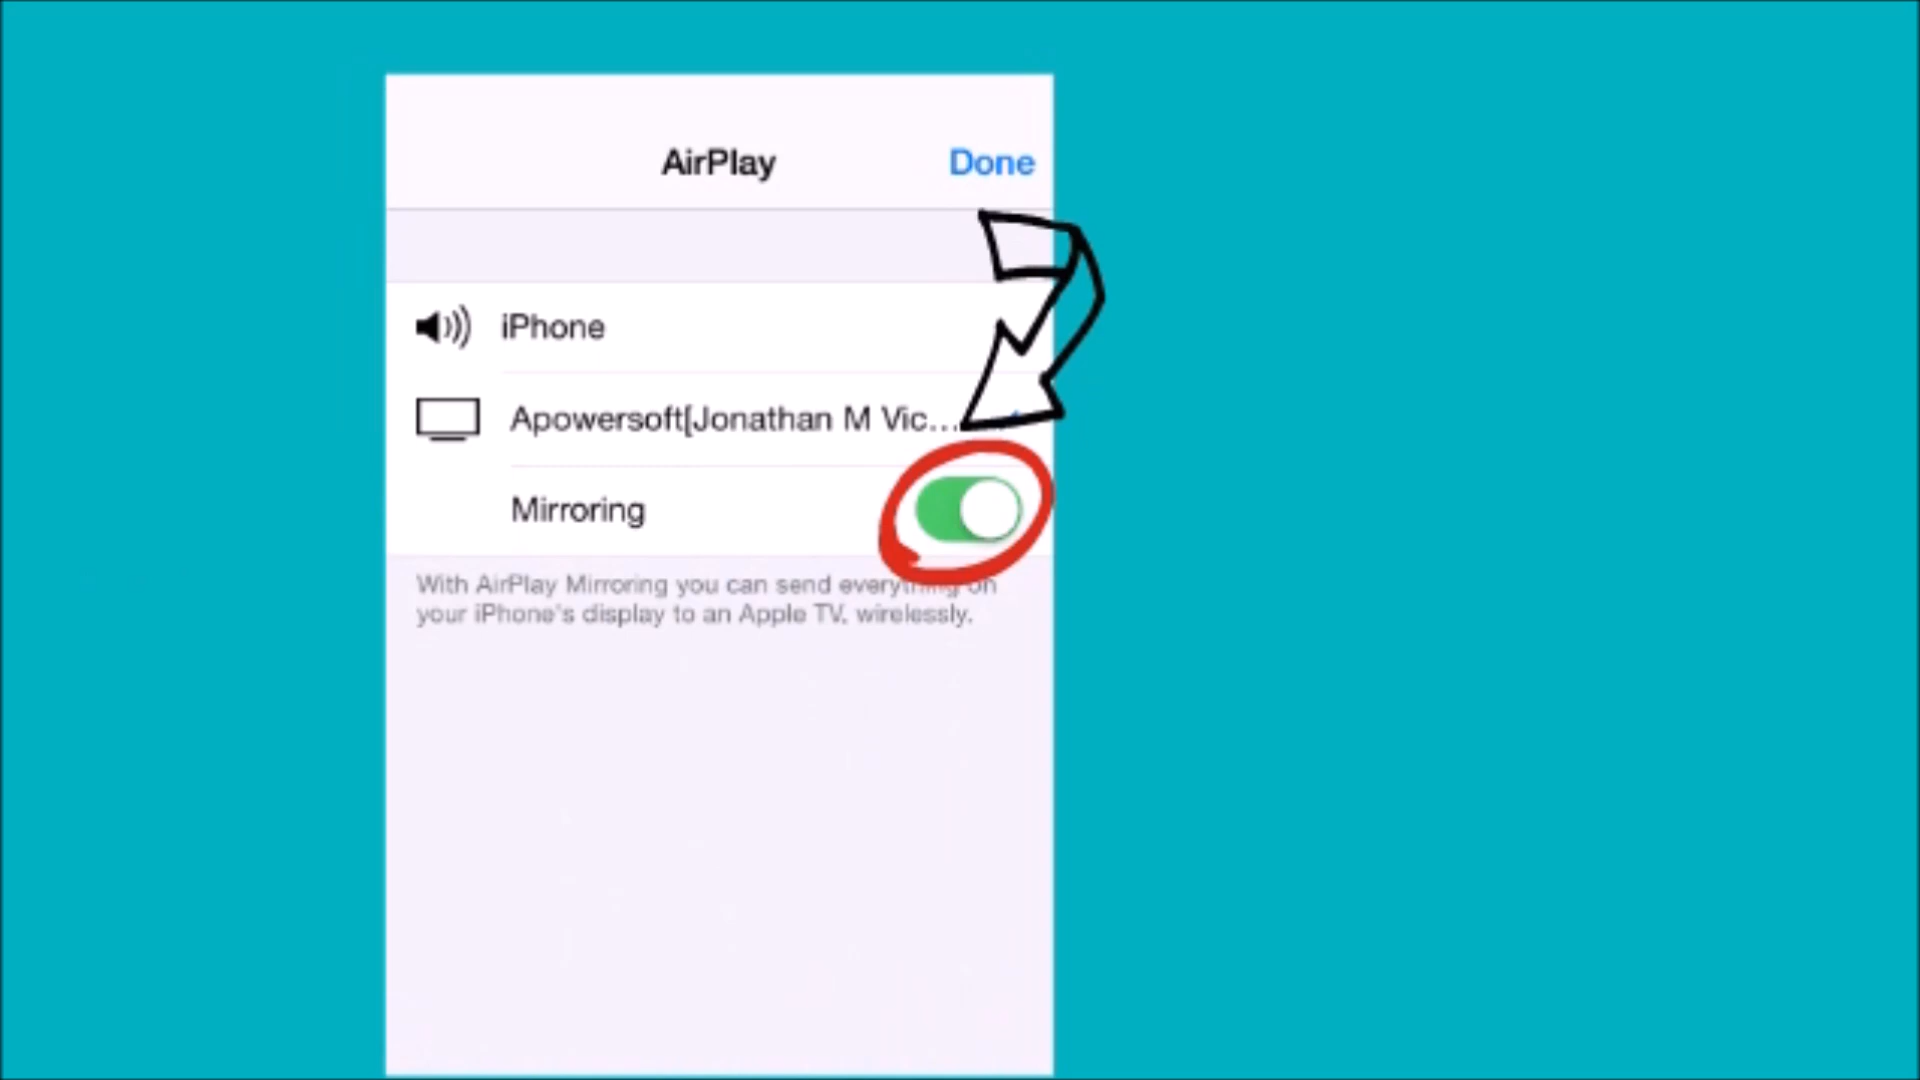 AirPlay
Done
iPhone
Apowersoft[Jonathan M Vic...
Mirroring
With AirPlay Mirroring you can send everything on
your iPhone's display to an Apple TV, wirelessly.